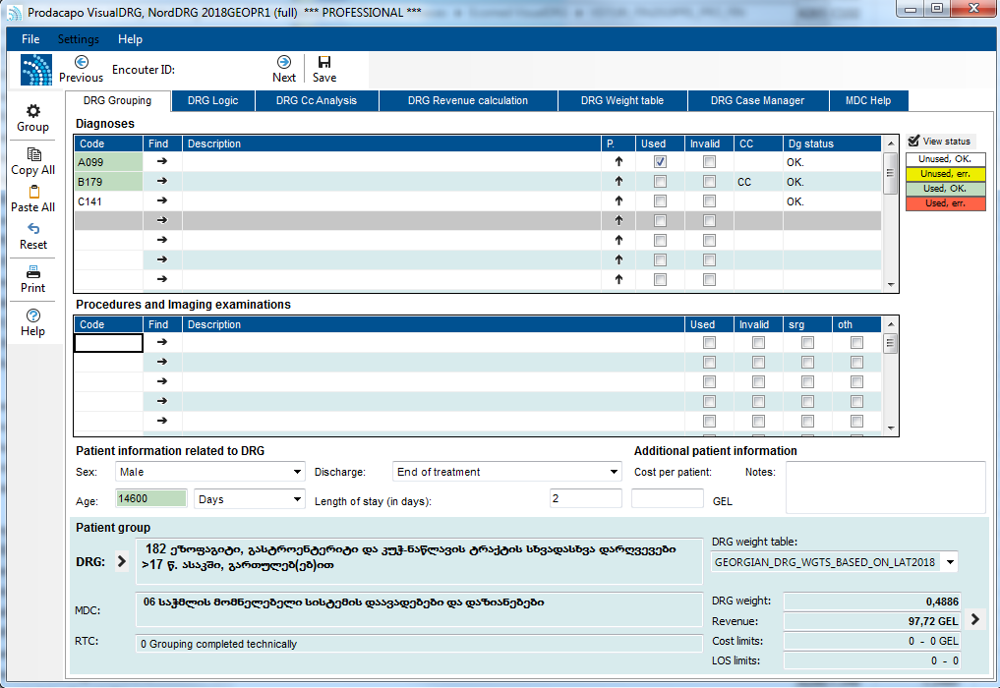 Prodacapo VisualDRG, NordDRG 2018GEOPR1 (full) *** PROFESSIONAL ***
File Settings Help
Previous Encouter ID: Next Save
DRG Grouping DRG Logic DRG Cc Analysis DRG Revenue calculation DRG Weight table DRG Case Manager MDC Help
Group
Copy All
Paste All
Reset
Print
Help
Diagnoses
Code Find Description P. Used Invalid CC Dg status
A099 OK.
B179 CC OK.
C141 OK.
View status
Unused, OK.
Unused, err.
Used, OK.
Used, err.
Procedures and Imaging examinations
Code Find Description Used Invalid srg oth
Patient information related to DRG Additional patient information
Sex: Male Discharge: End of treatment Cost per patient: Notes:
Age: 14600 Days Length of stay (in days): 2 GEL
Patient group
DRG: 182 ეზოფაგიტი, გასტროენტერიტი და კუჭ-ნაწლავის ტრაქტის სხვადასხვა დარღვევები
>17 წ. ასაკში, გართულებ(ებ)ით
MDC: 06 საჭმლის მომნელებელი სისტემის დაავადებები და დაზიანებები
RTC: 0 Grouping completed technically
DRG weight table:
GEORGIAN_DRG_WGTS_BASED_ON_LAT2018
DRG weight: 0,4886
Revenue: 97,72 GEL
Cost limits: 0 - 0 GEL
LOS limits: 0 - 0